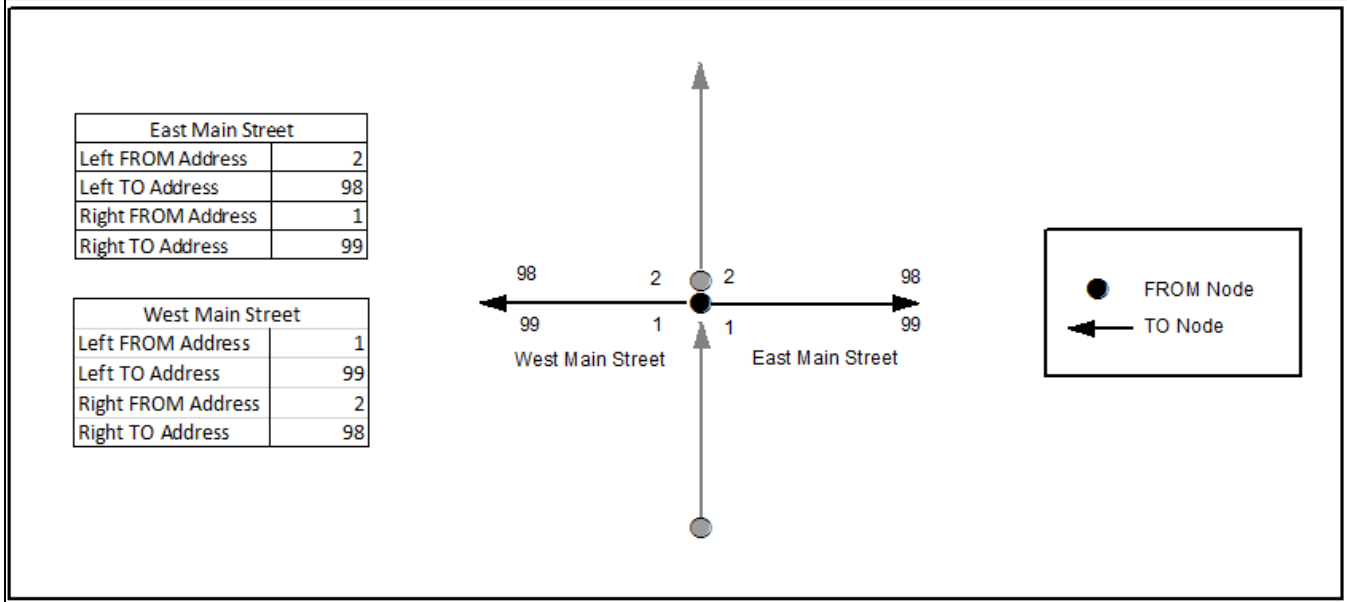 East Main Street
Left FROM Address 2
Left TO Address 98
Right FROM Address 1
Right TO Address 99
West Main Street
Left FROM Address 1
Left TO Address 99
Right FROM Address 2
Right TO Address 98
98 2 2 98
99 1 1 99
West Main Street East Main Street
FROM Node
TO Node